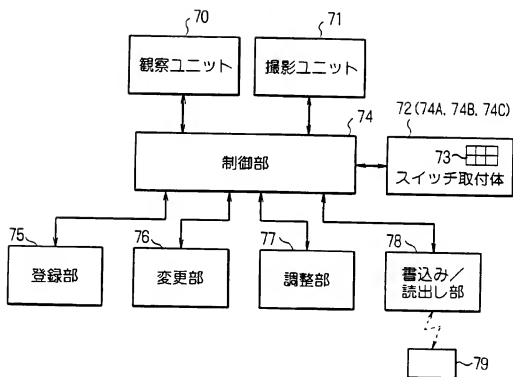 70
観察ユニット
71
撮影ユニット
74
制御部
72(74A、74B、74C)
73
スイッチ取付体
75
登録部
76
変更部
77
調整部
78
書込み/
読出し部
79